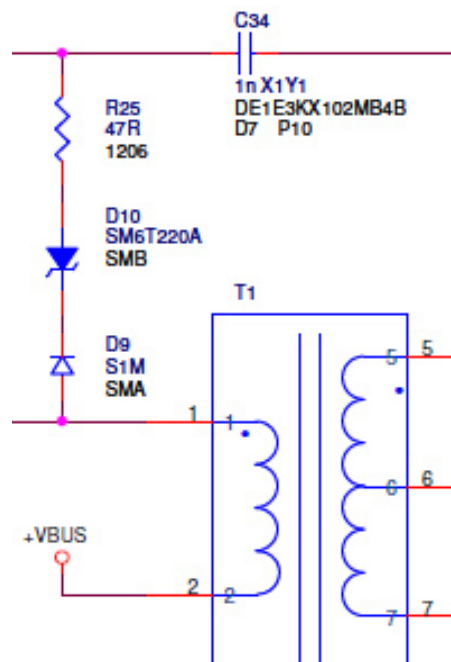 C34
1n X1Y1
DE1E3KX102MB4B
D7 P10
R25
47R
1206
D10
SM6T220A
SMB
D9
S1M
SMA
T1
1 1
5 5
6 6
+VBUS
2 2
7 7